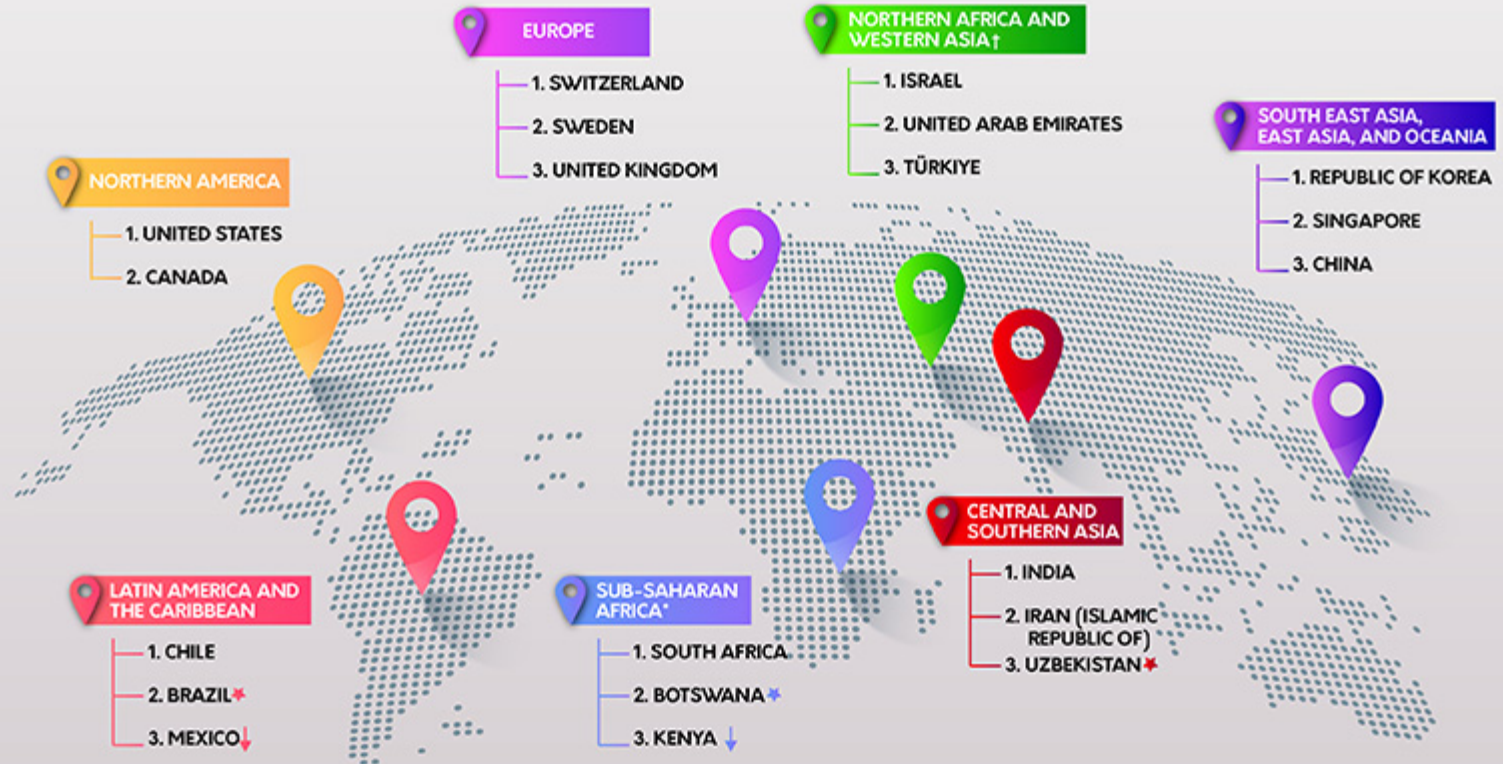 EUROPE
1. SWITZERLAND
2. SWEDEN
3. UNITED KINGDOM
NORTHERN AFRICA AND
WESTERN ASIA†
1. ISRAEL
2. UNITED ARAB EMIRATES
3. TÜRKIYE
SOUTH EAST ASIA,
EAST ASIA, AND OCEANIA
1. REPUBLIC OF KOREA
2. SINGAPORE
3. CHINA
NORTHERN AMERICA
1. UNITED STATES
2. CANADA
LATIN AMERICA AND
THE CARIBBEAN
1. CHILE
2. BRAZIL★
3. MEXICO↓
SUB-SAHARAN
AFRICA*
1. SOUTH AFRICA
2. BOTSWANA★
3. KENYA ↓
CENTRAL AND
SOUTHERN ASIA
1. INDIA
2. IRAN (ISLAMIC
REPUBLIC OF)
3. UZBEKISTAN★